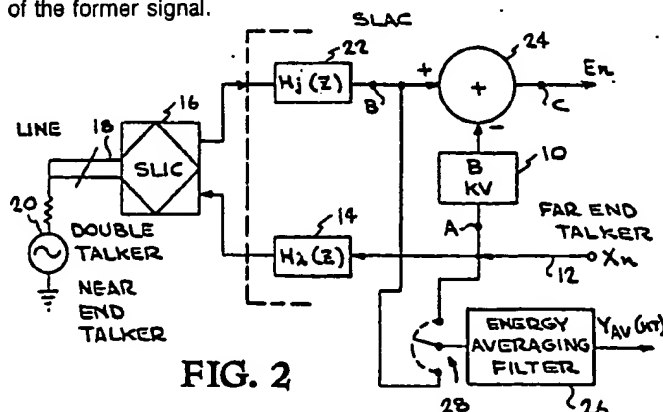 of the former signal.
SLAC
22
24
Hj(Z)
B
+
+
En
C
−
16
LINE
18
SLIC
B
KV
10
20
DOUBLE
TALKER
NEAR
END
TALKER
14
Hλ(Z)
A
FAR END
TALKER
12
Xn
ENERGY
AVERAGING
FILTER
YAV(KT)
28
26
FIG. 2